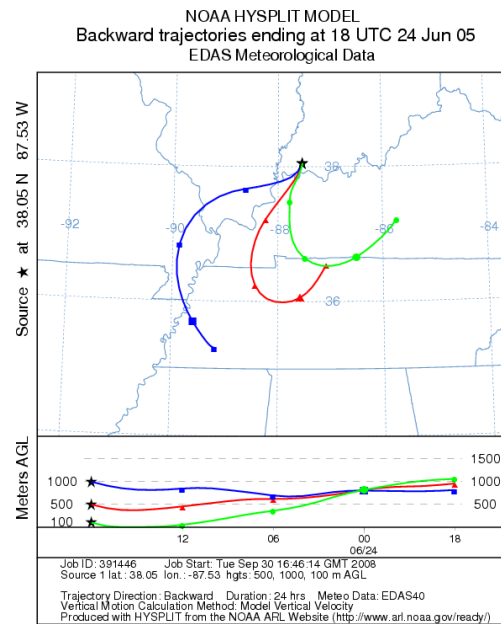 NOAA HYSPLIT MODEL
Backward trajectories ending at 18 UTC 24 Jun 05
EDAS Meteorological Data
Source ★ at 38.05 N 87.53 W
-92
-90
-88
-86
-84
38
36
Meters AGL
1000
500
100
1500
1000
500
12
06
00
18
06/24
Job ID: 391446 Job Start: Tue Sep 30 16:46:14 GMT 2008
Source 1 lat.: 38.05 lon.: -87.53 hgts: 500, 1000, 100 m AGL
Trajectory Direction: Backward Duration: 24 hrs Meteo Data: EDAS40
Vertical Motion Calculation Method: Model Vertical Velocity
Produced with HYSPLIT from the NOAA ARL Website (http://www.arl.noaa.gov/ready/)